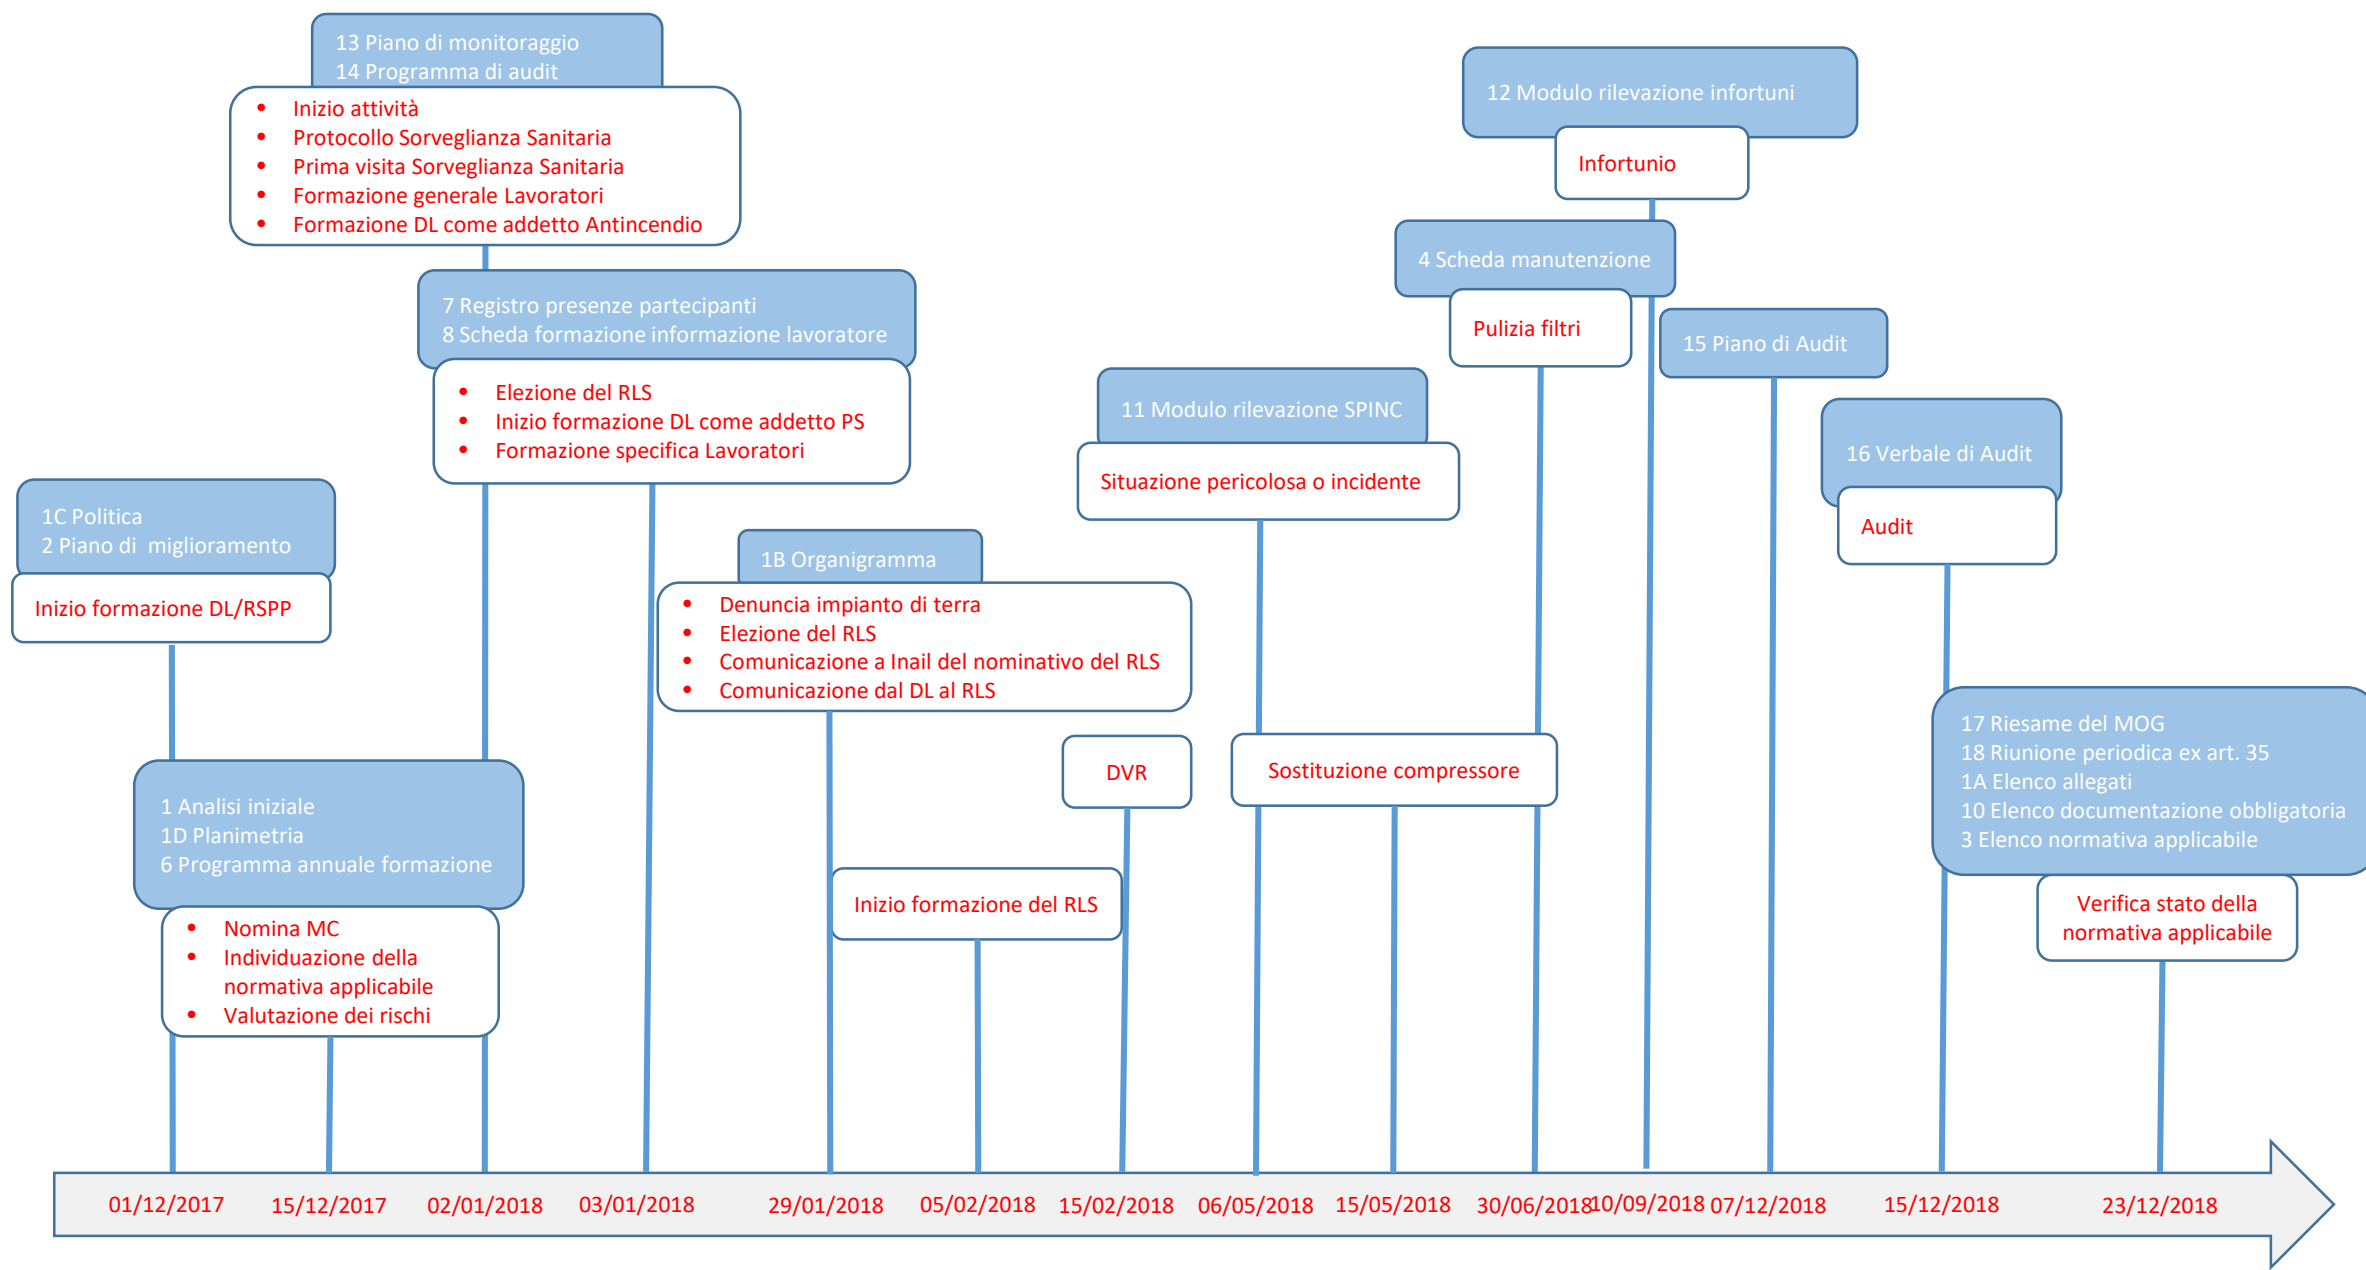 13 Piano di monitoraggio
14 Programma di audit
• Inizio attività
• Protocollo Sorveglianza Sanitaria
• Prima visita Sorveglianza Sanitaria
• Formazione generale Lavoratori
• Formazione DL come addetto Antincendio
12 Modulo rilevazione infortuni
Infortunio
4 Scheda manutenzione
Pulizia filtri
7 Registro presenze partecipanti
8 Scheda formazione informazione lavoratore
• Elezione del RLS
• Inizio formazione DL come addetto PS
• Formazione specifica Lavoratori
15 Piano di Audit
11 Modulo rilevazione SPINC
Situazione pericolosa o incidente
16 Verbale di Audit
Audit
1C Politica
2 Piano di miglioramento
Inizio formazione DL/RSPP
1B Organigramma
• Denuncia impianto di terra
• Elezione del RLS
• Comunicazione a Inail del nominativo del RLS
• Comunicazione dal DL al RLS
DVR
Sostituzione compressore
17 Riesame del MOG
18 Riunione periodica ex art. 35
1A Elenco allegati
10 Elenco documentazione obbligatoria
3 Elenco normativa applicabile
Verifica stato della
normativa applicabile
1 Analisi iniziale
1D Planimetria
6 Programma annuale formazione
• Nomina MC
• Individuazione della
normativa applicabile
• Valutazione dei rischi
Inizio formazione del RLS
01/12/2017
15/12/2017
02/01/2018
03/01/2018
29/01/2018
05/02/2018
15/02/2018
06/05/2018
15/05/2018
30/06/2018
10/09/2018
07/12/2018
15/12/2018
23/12/2018